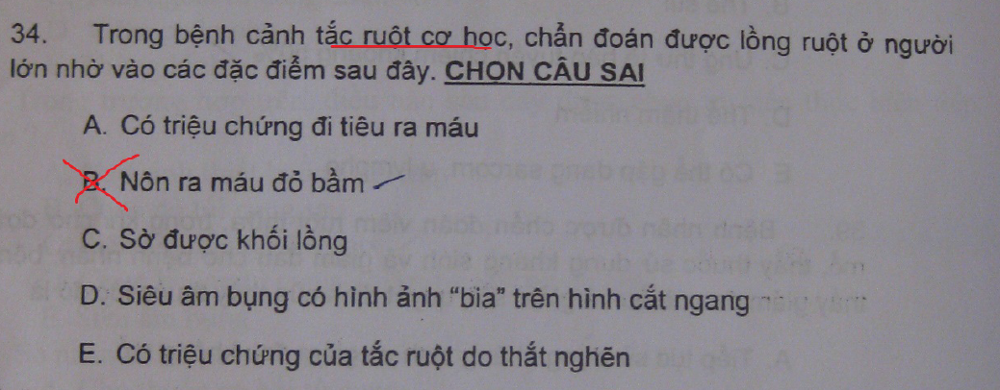 34. Trong bệnh cảnh tắc ruột cơ học, chẩn đoán được lồng ruột ở người
lớn nhờ vào các đặc điểm sau đây. CHỌN CÂU SAI
A. Có triệu chứng đi tiêu ra máu
B. Nôn ra máu đỏ bầm
C. Sờ được khối lồng
D. Siêu âm bụng có hình ảnh “bia” trên hình cắt ngang
E. Có triệu chứng của tắc ruột do thắt nghẽn